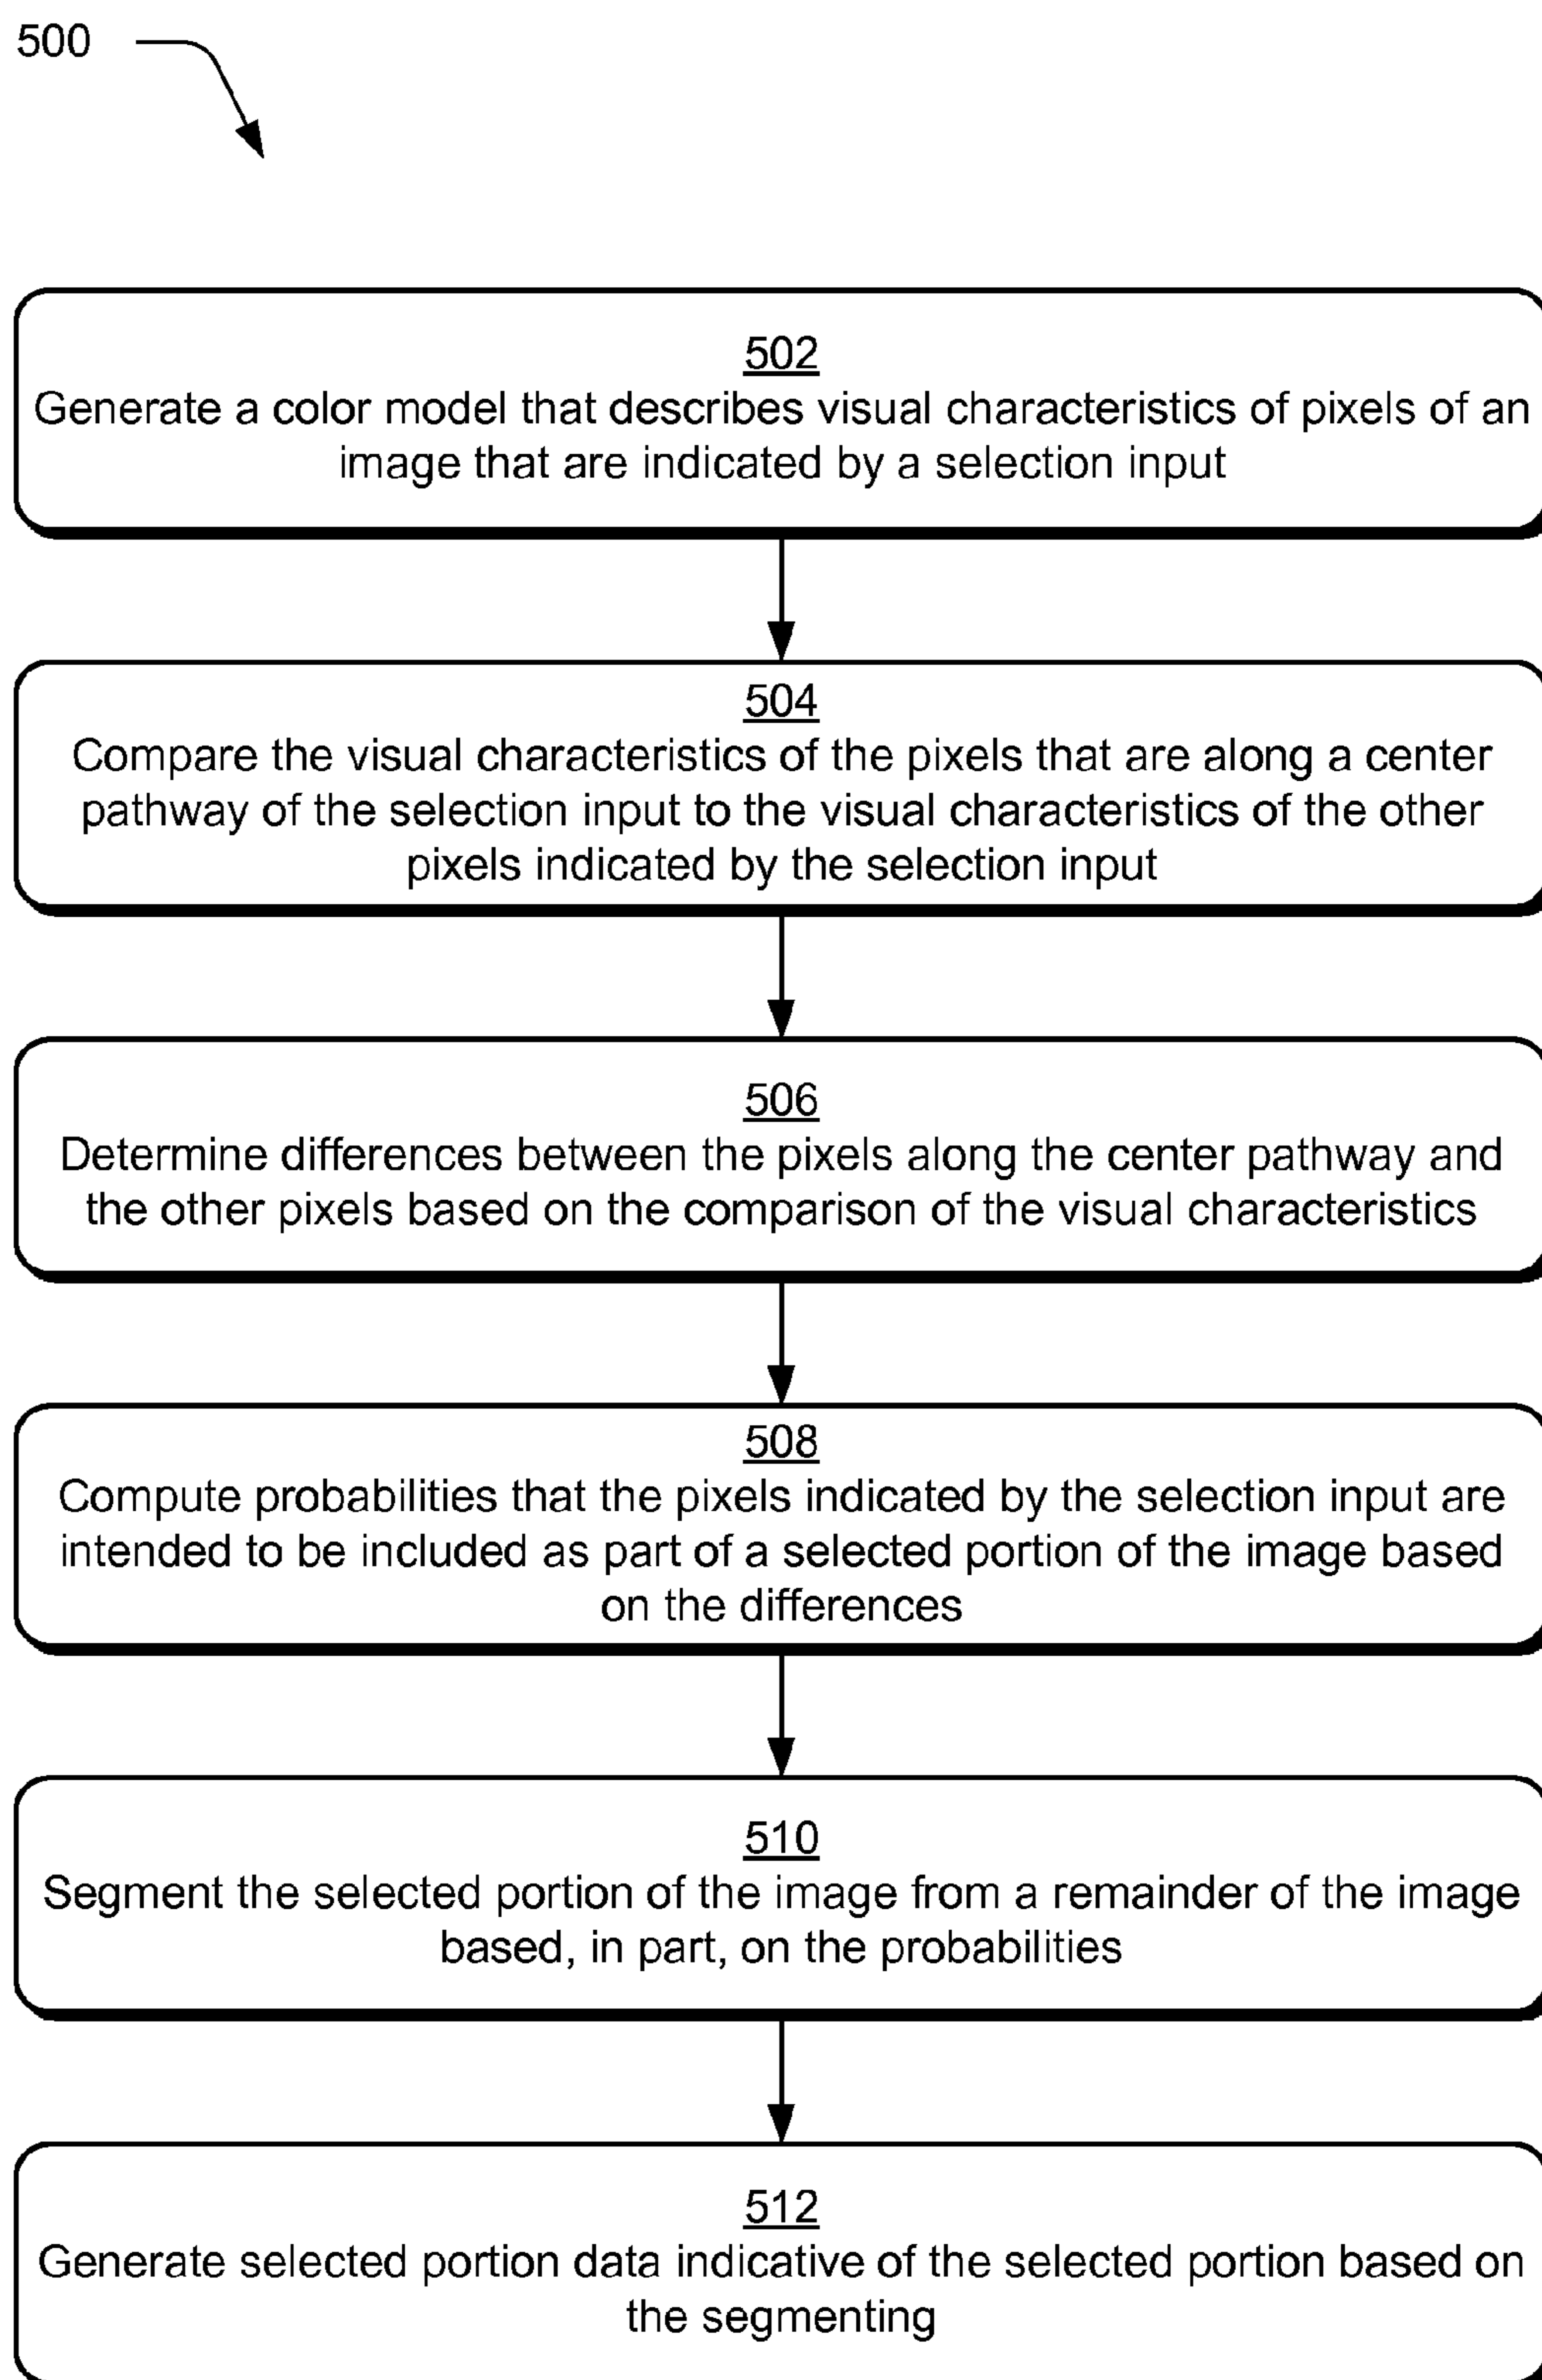 500
502
Generate a color model that describes visual characteristics of pixels of an
image that are indicated by a selection input
504
Compare the visual characteristics of the pixels that are along a center
pathway of the selection input to the visual characteristics of the other
pixels indicated by the selection input
506
Determine differences between the pixels along the center pathway and
the other pixels based on the comparison of the visual characteristics
508
Compute probabilities that the pixels indicated by the selection input are
intended to be included as part of a selected portion of the image based
on the differences
510
Segment the selected portion of the image from a remainder of the image
based, in part, on the probabilities
512
Generate selected portion data indicative of the selected portion based on
the segmenting